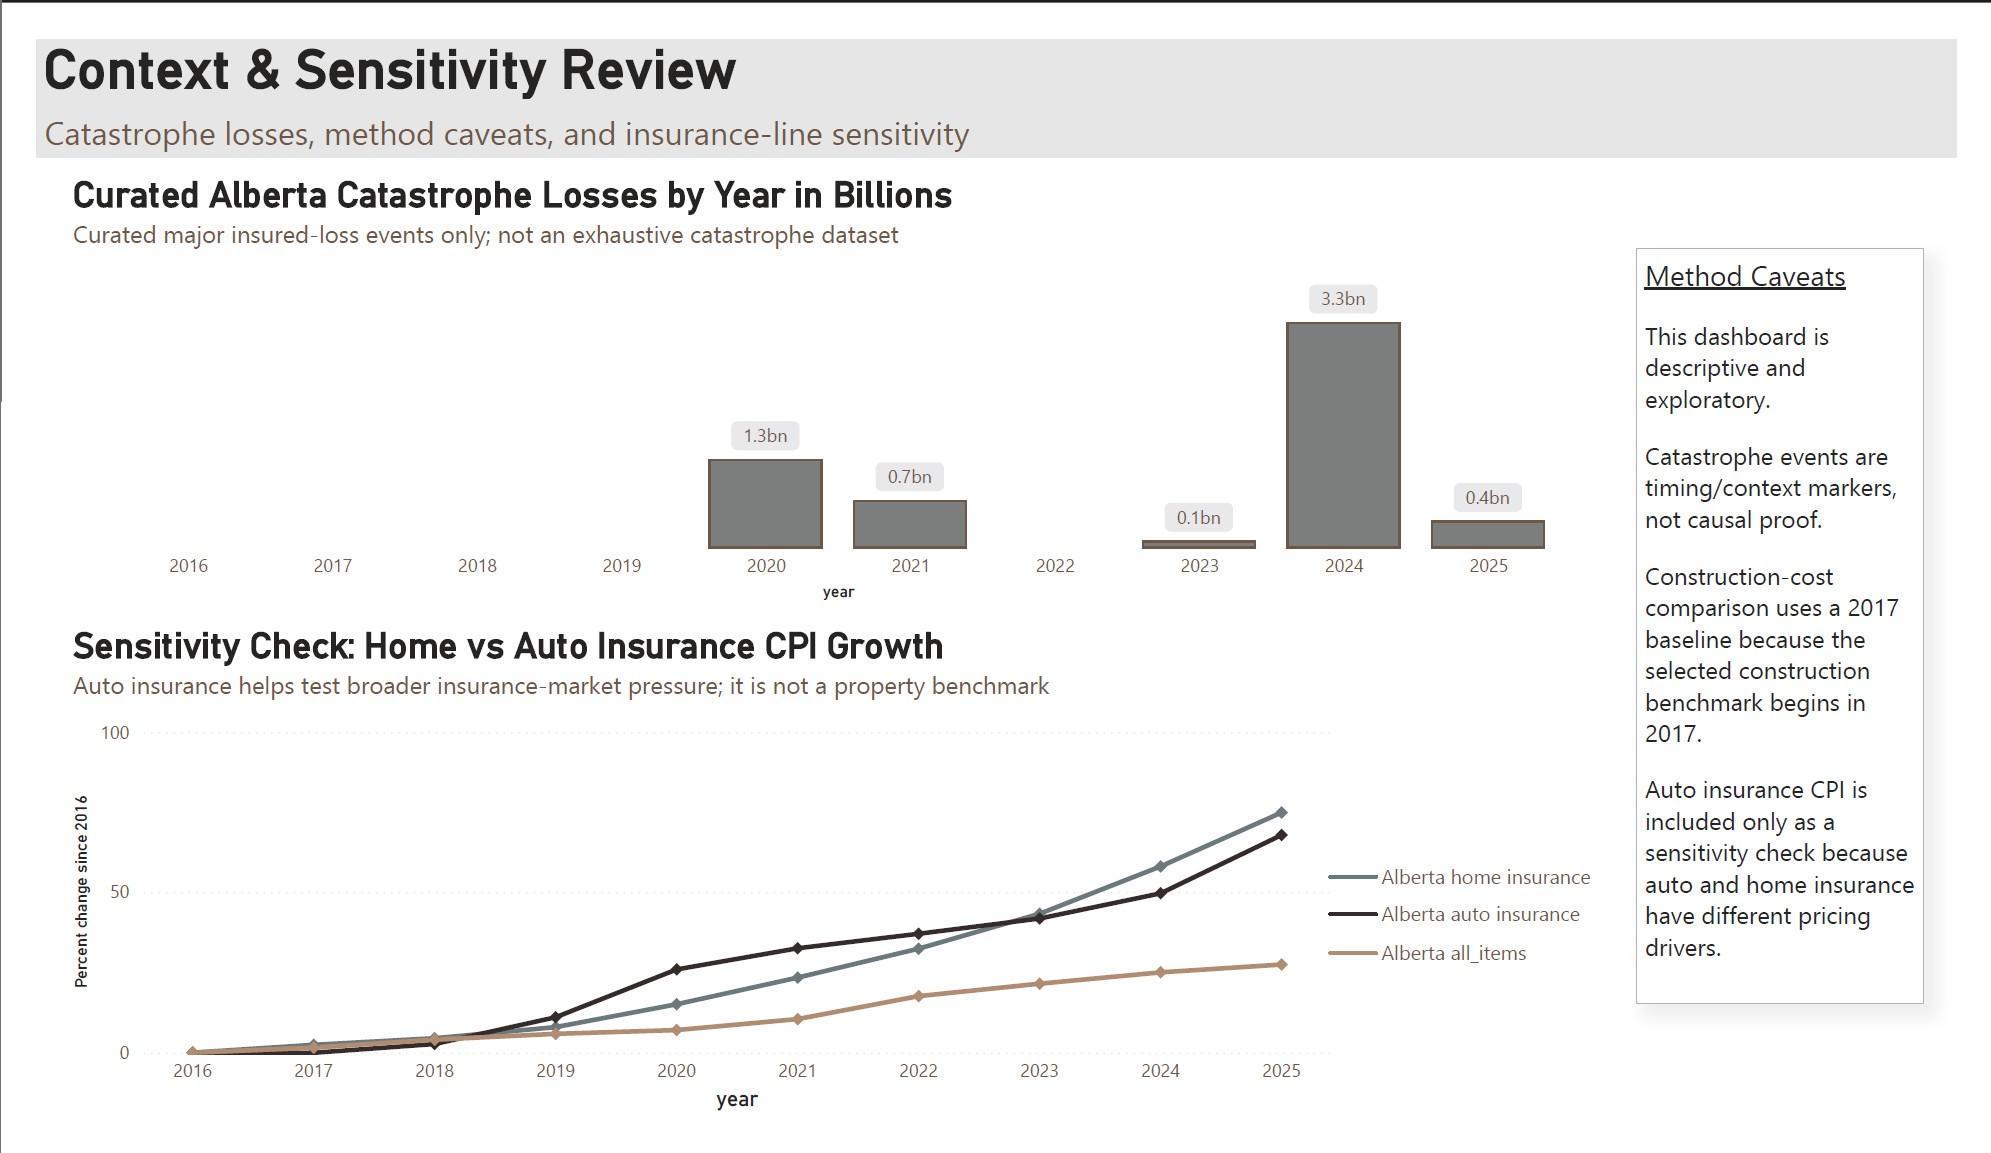 Context & Sensitivity Review
Catastrophe losses, method caveats, and insurance-line sensitivity
Curated Alberta Catastrophe Losses by Year in Billions
Curated major insured-loss events only; not an exhaustive catastrophe dataset
3.3bn
1.3bn
0.7bn
0.4bn
0.1bn
2016 2017 2018 2019 2020 2021 2022 2023 2024 2025
year
Sensitivity Check: Home vs Auto Insurance CPI Growth
Auto insurance helps test broader insurance-market pressure; it is not a property benchmark
Percent change since 2016
100
50
0
2016 2017 2018 2019 2020 2021 2022 2023 2024 2025
year
Alberta home insurance
Alberta auto insurance
Alberta all_items
Method Caveats
This dashboard is
descriptive and
exploratory.
Catastrophe events are
timing/context markers,
not causal proof.
Construction-cost
comparison uses a 2017
baseline because the
selected construction
benchmark begins in
2017.
Auto insurance CPI is
included only as a
sensitivity check because
auto and home insurance
have different pricing
drivers.